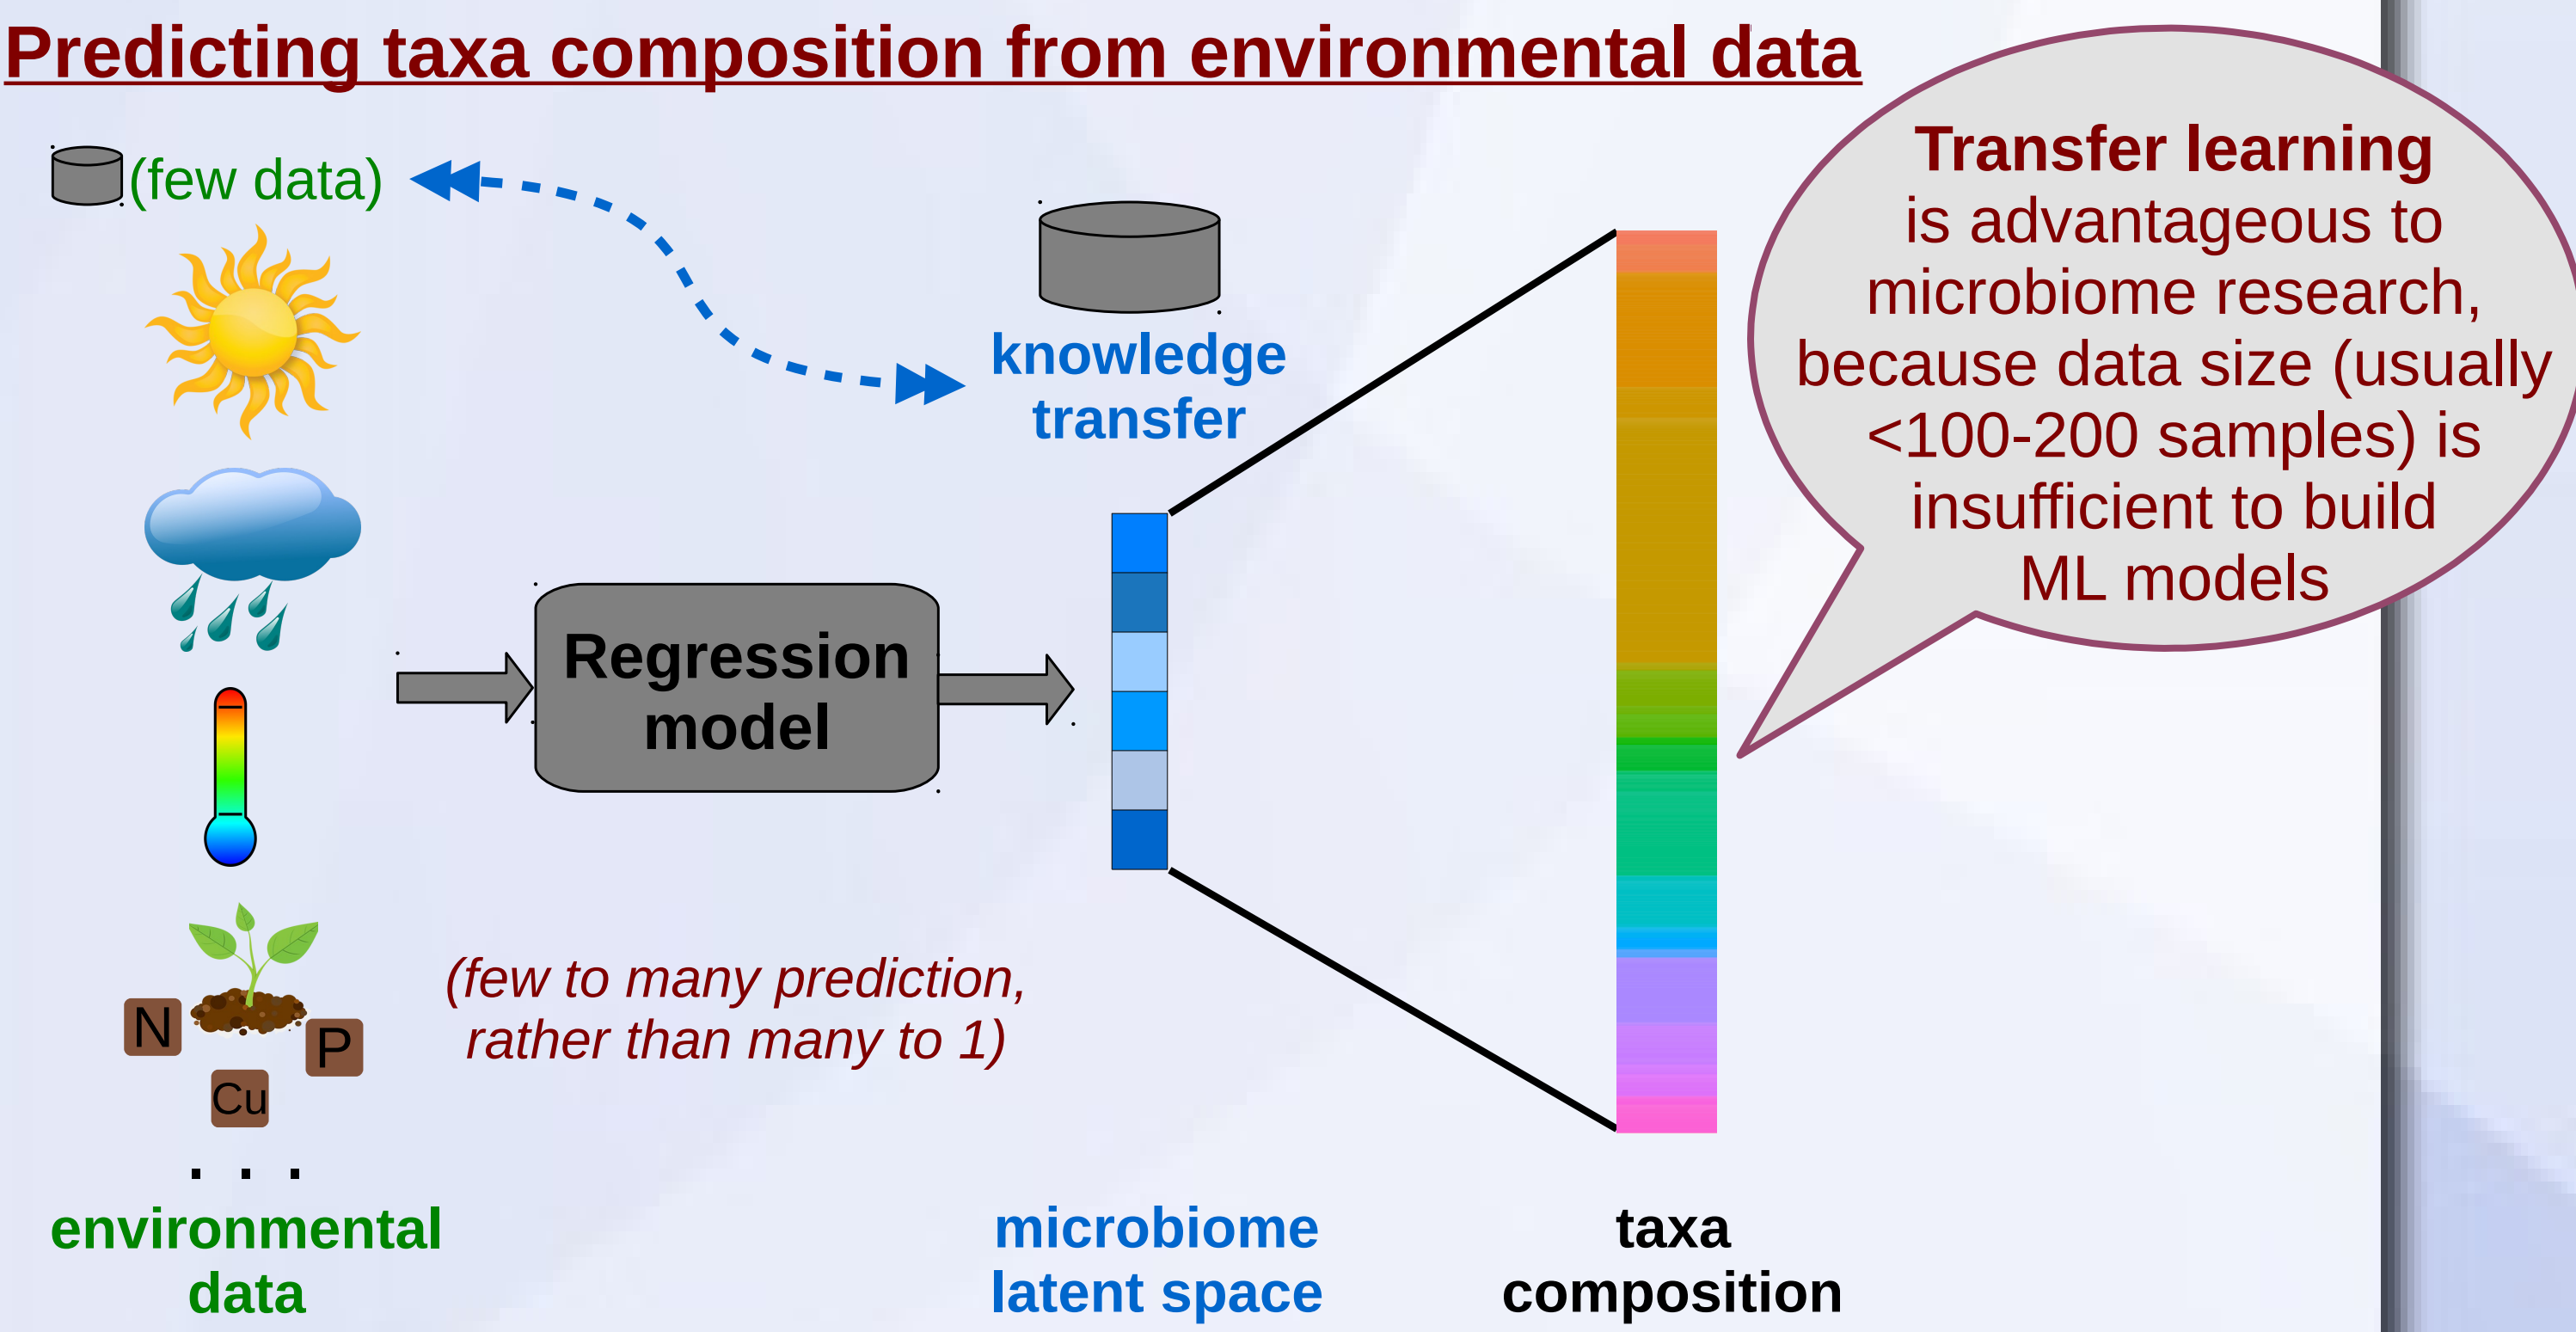 Predicting taxa composition from environmental data
(few data)
knowledge
transfer
Transfer learning
is advantageous to
microbiome research,
because data size (usually
<100-200 samples) is
insufficient to build
ML models
Regression
model
(few to many prediction,
rather than many to 1)
N
P
Cu
. . .
environmental
data
microbiome
latent space
taxa
composition